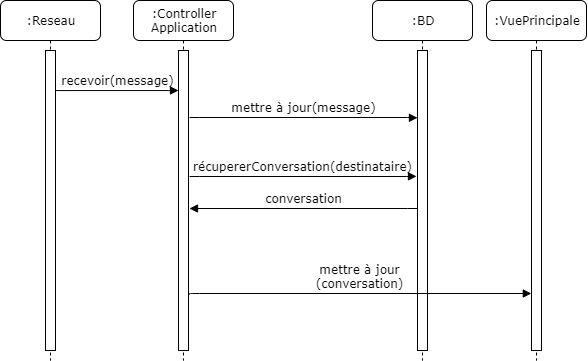 :Reseau
:Controller
Application
:BD
:VuePrincipale
recevoir(message)
mettre à jour(message)
récupererConversation(destinataire)
conversation
mettre à jour
(conversation)